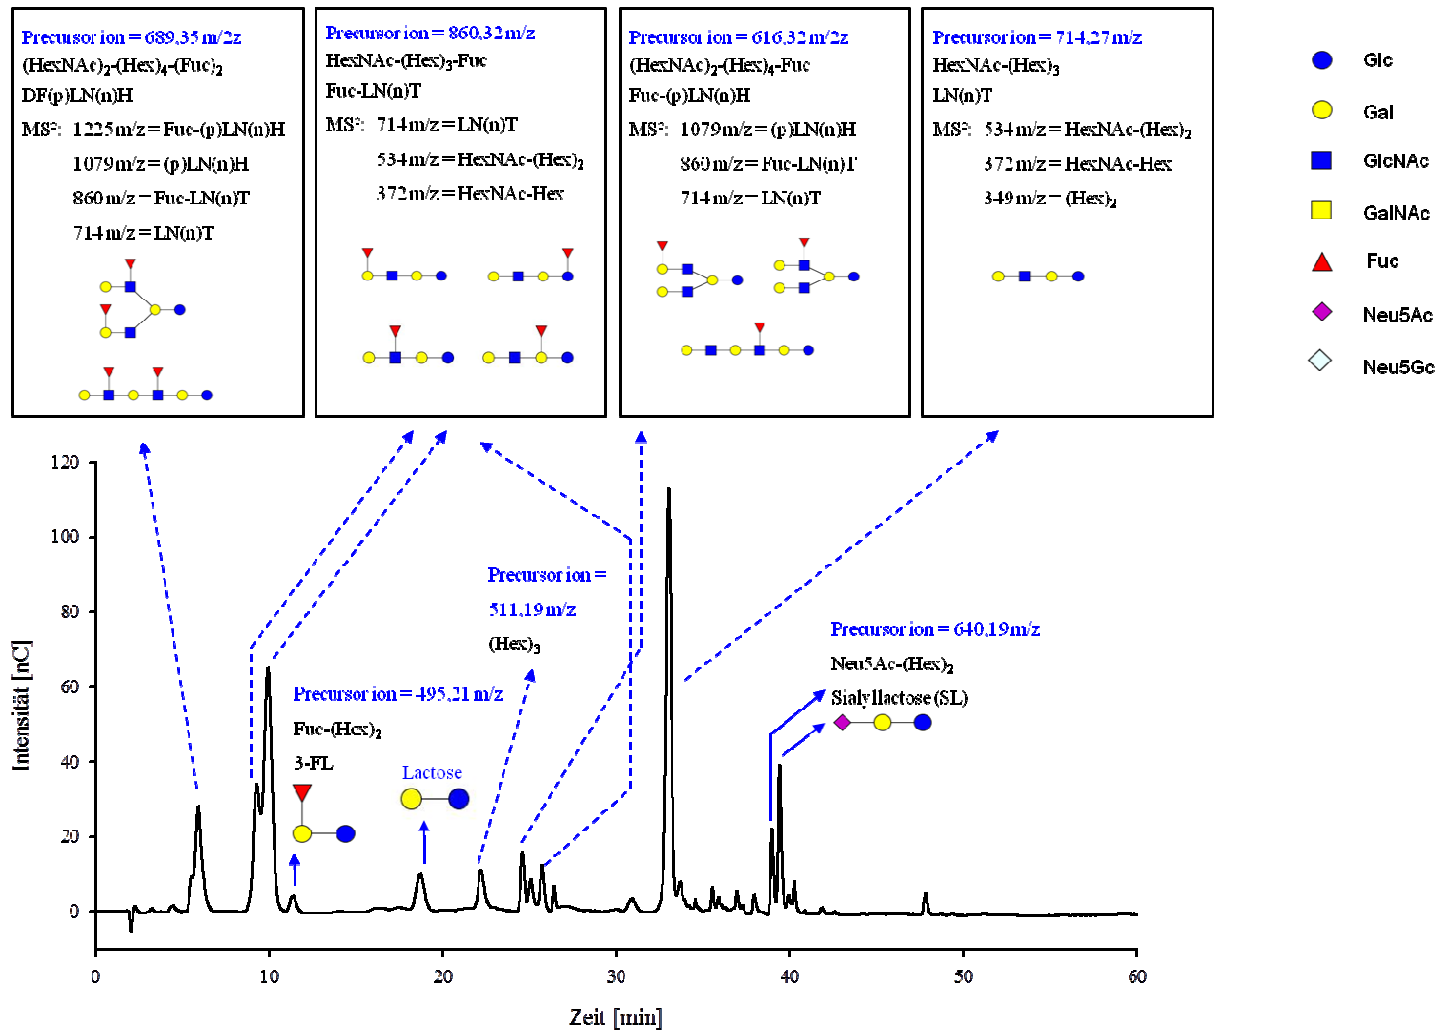 Precursor ion = 689,35 m/2z
(HexNAc)2-(Hex)4-(Fuc)2
DF(p)LN(n)H
MS2: 1225 m/z = Fuc-(p)LN(n)H
1079 m/z = (p)LN(n)H
860 m/z = Fuc-LN(n)T
714 m/z = LN(n)T
Precursor ion = 860,32 m/z
HexNAc-(Hex)3-Fuc
Fuc-LN(n)T
MS2: 714 m/z = LN(n)T
534 m/z = HexNAc-(Hex)2
372 m/z = HexNAc-Hex
Precursor ion = 616,32 m/2z
(HexNAc)2-(Hex)4-Fuc
Fuc-(p)LN(n)H
MS2: 1079 m/z = (p)LN(n)H
860 m/z = Fuc-LN(n)T
714 m/z = LN(n)T
Precursor ion = 714,27 m/z
HexNAc-(Hex)3
LN(n)T
MS2: 534 m/z = HexNAc-(Hex)2
372 m/z = HexNAc-Hex
349 m/z = (Hex)2
Glc
Gal
GlcNAc
GalNAc
Fuc
Neu5Ac
Neu5Gc
Precursor ion =
511,19 m/z
(Hex)3
Precursor ion = 640,19 m/z
Neu5Ac-(Hex)2
Sialyllactose (SL)
Precursor ion = 495,21 m/z
Fuc-(Hex)2
3-FL
Lactose
Intensität [nC]
120
100
80
60
40
20
0
0 10 20 30 40 50 60
Zeit [min]